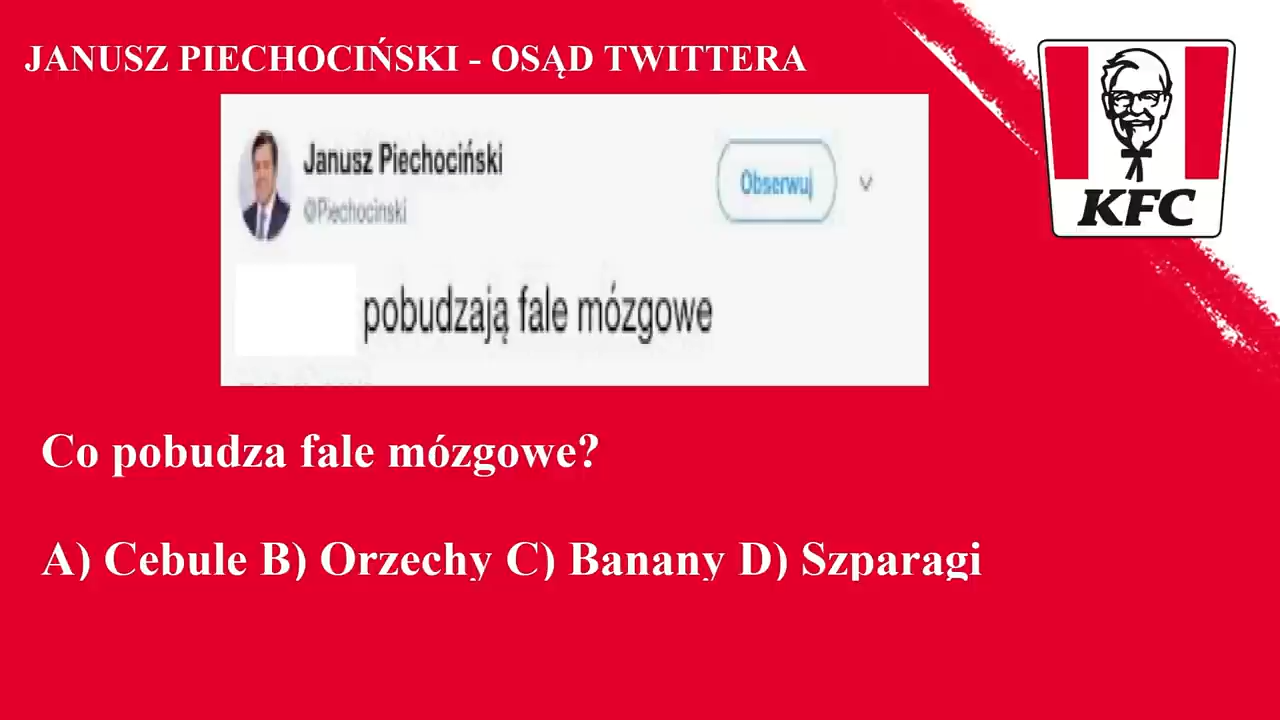 JANUSZ PIECHOCIŃSKI - OSĄD TWITTERA
Janusz Piechociński
@Piechocinski
Obserwuj
pobudzają fale mózgowe
KFC
Co pobudza fale mózgowe?
A) Cebule B) Orzechy C) Banany D) Szparagi